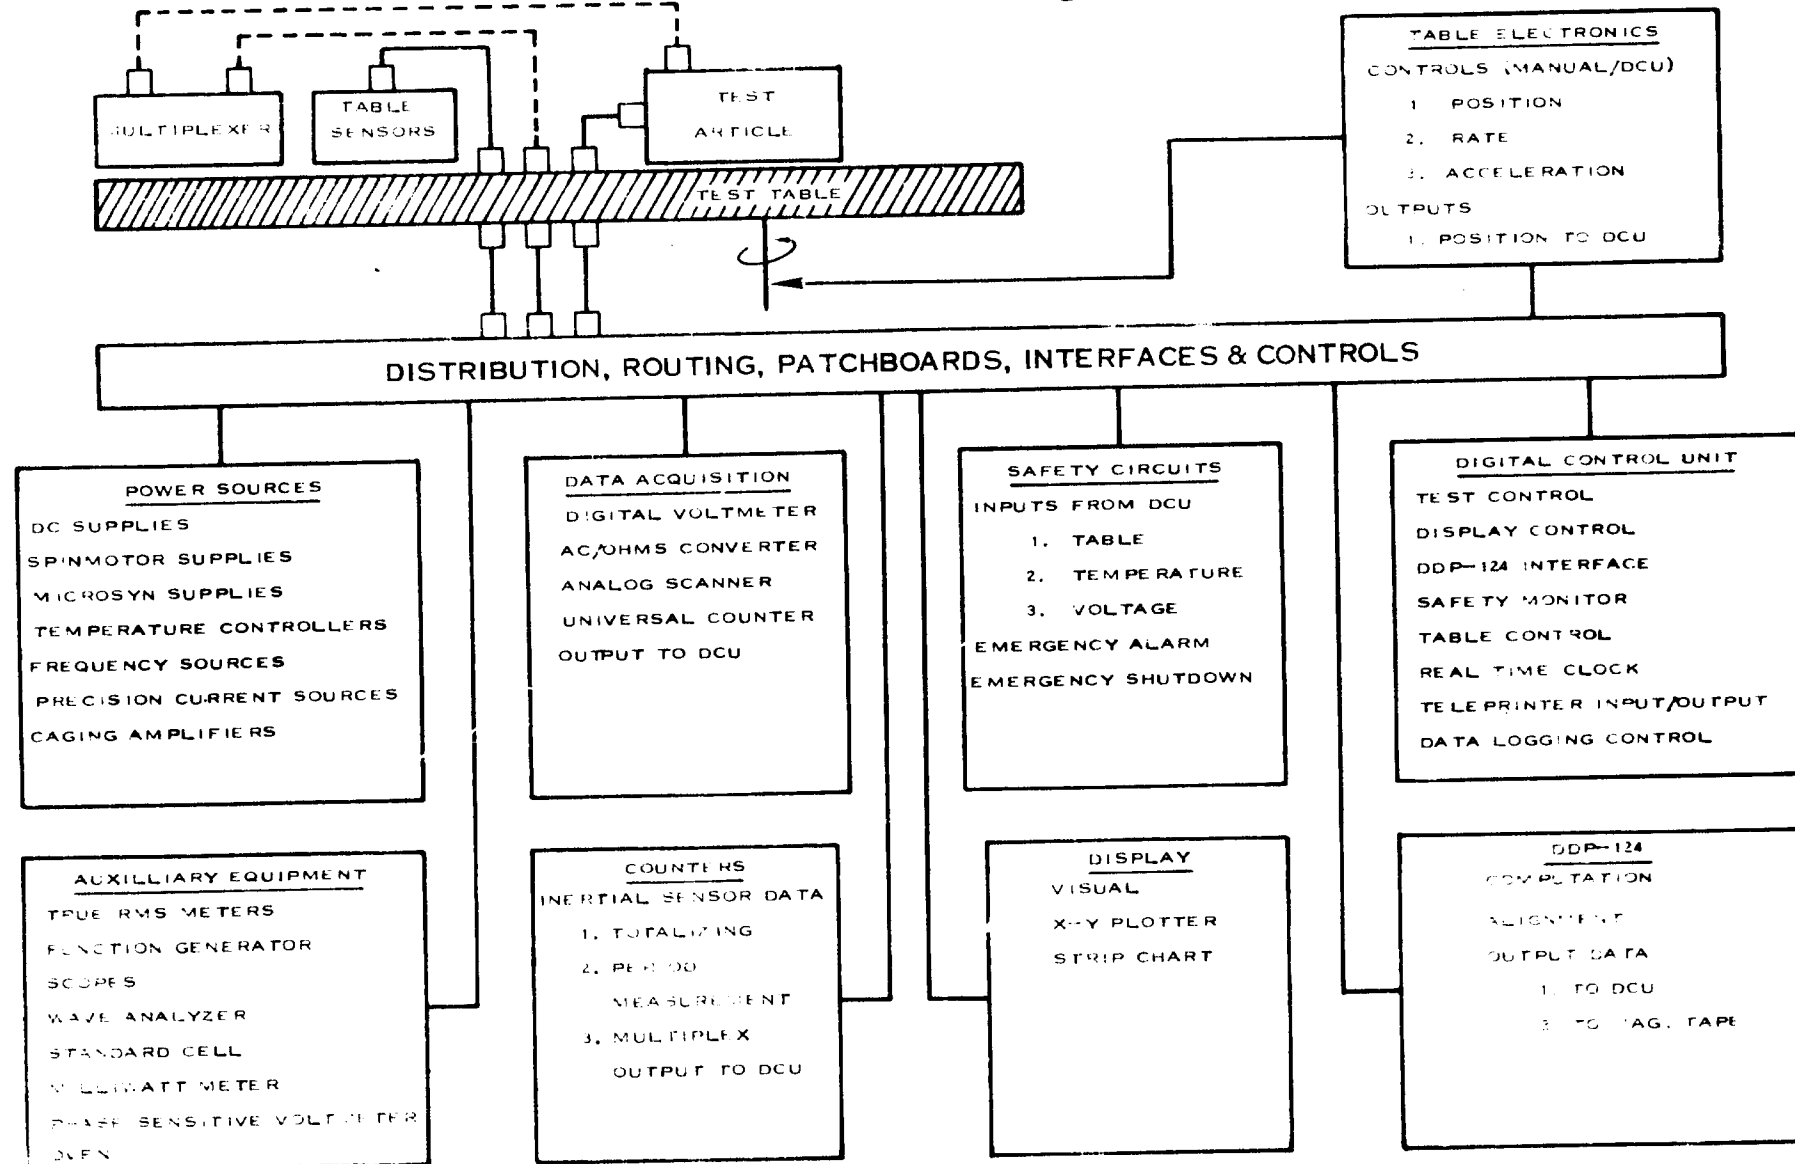 MULTIPLEXER
TABLE
SENSORS
TEST
ARTICLE
TEST TABLE
TABLE ELECTRONICS
CONTROLS (MANUAL/DCU)
1 POSITION
2. RATE
3. ACCELERATION
OUTPUTS
1. POSITION TO DCU
DISTRIBUTION, ROUTING, PATCHBOARDS, INTERFACES & CONTROLS
POWER SOURCES
DC SUPPLIES
SPINMOTOR SUPPLIES
MICROSYN SUPPLIES
TEMPERATURE CONTROLLERS
FREQUENCY SOURCES
PRECISION CURRENT SOURCES
CAGING AMPLIFIERS
DATA ACQUISITION
DIGITAL VOLTMETER
AC/OHMS CONVERTER
ANALOG SCANNER
UNIVERSAL COUNTER
OUTPUT TO DCU
SAFETY CIRCUITS
INPUTS FROM DCU
1. TABLE
2. TEMPERATURE
3. VOLTAGE
EMERGENCY ALARM
EMERGENCY SHUTDOWN
DIGITAL CONTROL UNIT
TEST CONTROL
DISPLAY CONTROL
DDP-124 INTERFACE
SAFETY MONITOR
TABLE CONTROL
REAL TIME CLOCK
TELEPRINTER INPUT/OUTPUT
DATA LOGGING CONTROL
AUXILLIARY EQUIPMENT
TRUE RMS METERS
FUNCTION GENERATOR
SCOPES
WAVE ANALYZER
STANDARD CELL
MILLIWATT METER
PHASE SENSITIVE VOLTMETER
OVEN
COUNTERS
INERTIAL SENSOR DATA
1. TOTALIZING
2. PERIOD
MEASUREMENT
3. MULTIPLEX
OUTPUT TO DCU
DISPLAY
VISUAL
X-Y PLOTTER
STRIP CHART
DDP-124
COMPUTATION
ALIGNMENT
OUTPUT DATA
1. TO DCU
TO MAG. TAPE